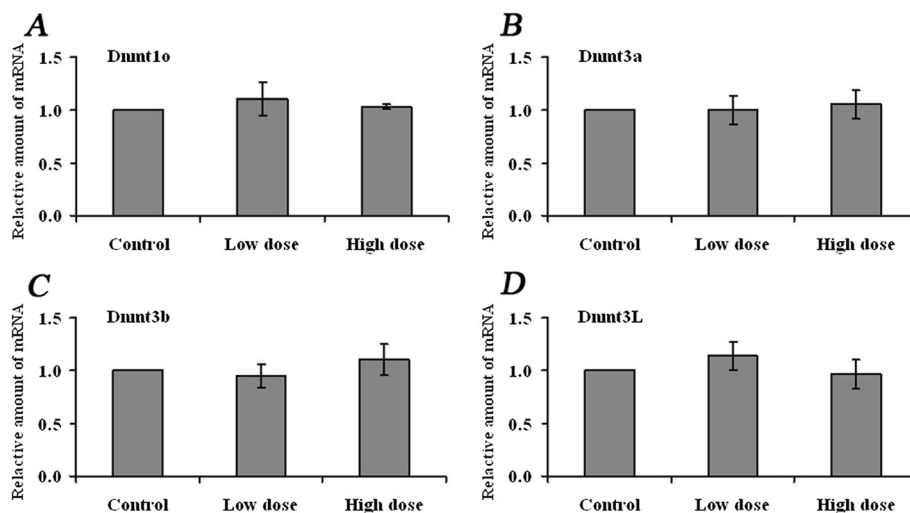 A
Dnmt1o
Relactive amount of mRNA
1.5
1.0
0.5
0.0
Control Low dose High dose
B
Dnmt3a
Relactive amount of mRNA
1.5
1.0
0.5
0.0
Control Low dose High dose
C
Dnmt3b
Relactive amount of mRNA
1.5
1.0
0.5
0.0
Control Low dose High dose
D
Dnmt3L
Relactive amount of mRNA
1.5
1.0
0.5
0.0
Control Low dose High dose